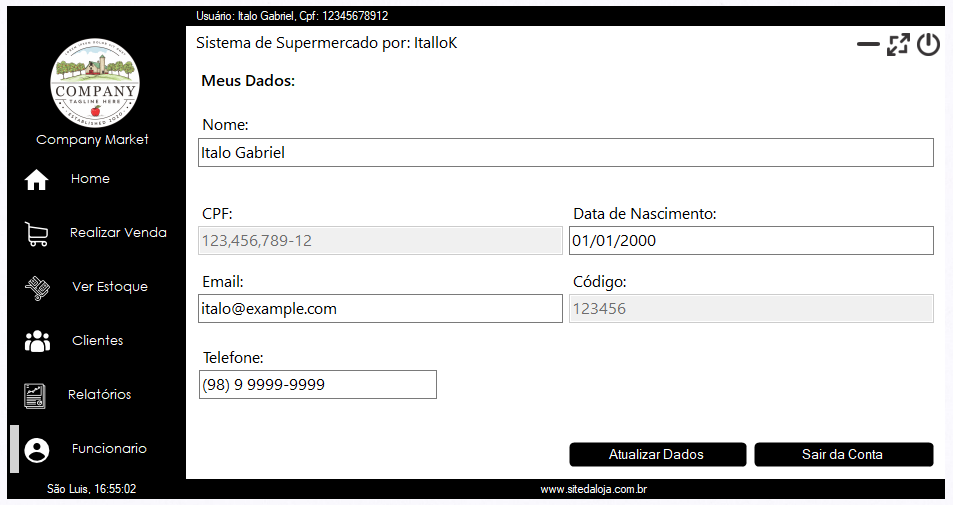 Usuário: Italo Gabriel, Cpf: 12345678912
Sistema de Supermercado por: ItalloK
COMPANY
TAGLINE HERE
ESTABLISHED 2020
Company Market
Home
Realizar Venda
Ver Estoque
Clientes
Relatórios
Funcionario
São Luis, 16:55:02
Meus Dados:
Nome:
Italo Gabriel
CPF:
123,456,789-12
Data de Nascimento:
01/01/2000
Email:
italo@example.com
Código:
123456
Telefone:
(98) 9 9999-9999
Atualizar Dados
Sair da Conta
www.sitedaloja.com.br